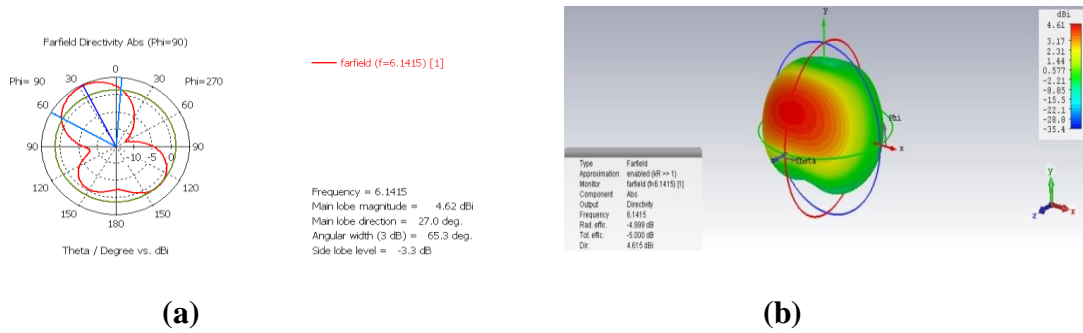 Farfield Directivity Abs (Phi=90)
Phi= 90
30
0
30
Phi=270
60
60
90
-10
-5
0
90
120
120
150
150
180
Theta / Degree vs. dBi
farfield (f=6.1415) [1]
Frequency = 6.1415
Main lobe magnitude = 4.62 dBi
Main lobe direction = 27.0 deg.
Angular width (3 dB) = 65.3 deg.
Side lobe level = -3.3 dB
(a)
y
Phi
x
Theta
Type Farfield
Approximation enabled (kR >> 1)
Monitor farfield (f=6.1415) [1]
Component Abs
Output Directivity
Frequency 6.1415
Rad. effic. -4.999 dB
Tot. effic. -5.000 dB
Dir. 4.615 dBi
dBi
4.61
3.17
2.31
1.44
0.577
-2.21
-8.85
-15.5
-22.1
-28.8
-35.4
y
z
x
(b)